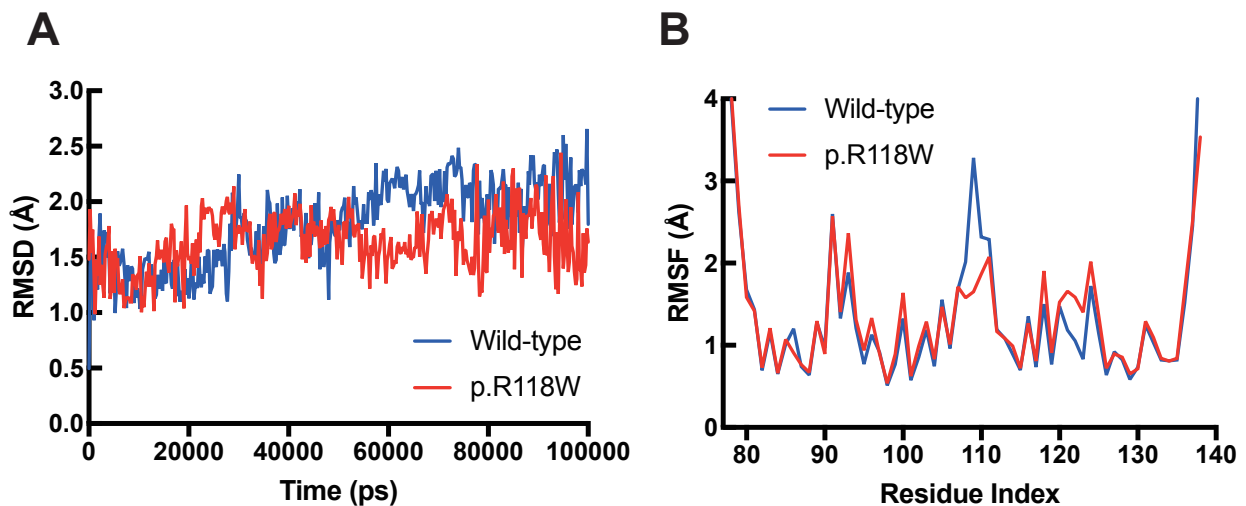 A
RMSD (Å)
3.0
2.5
2.0
1.5
1.0
0.5
0.0
Wild-type
p.R118W
0 20000 40000 60000 80000 100000
Time (ps)
B
RMSF (Å)
4
3
2
1
0
Wild-type
p.R118W
80 90 100 110 120 130 140
Residue Index